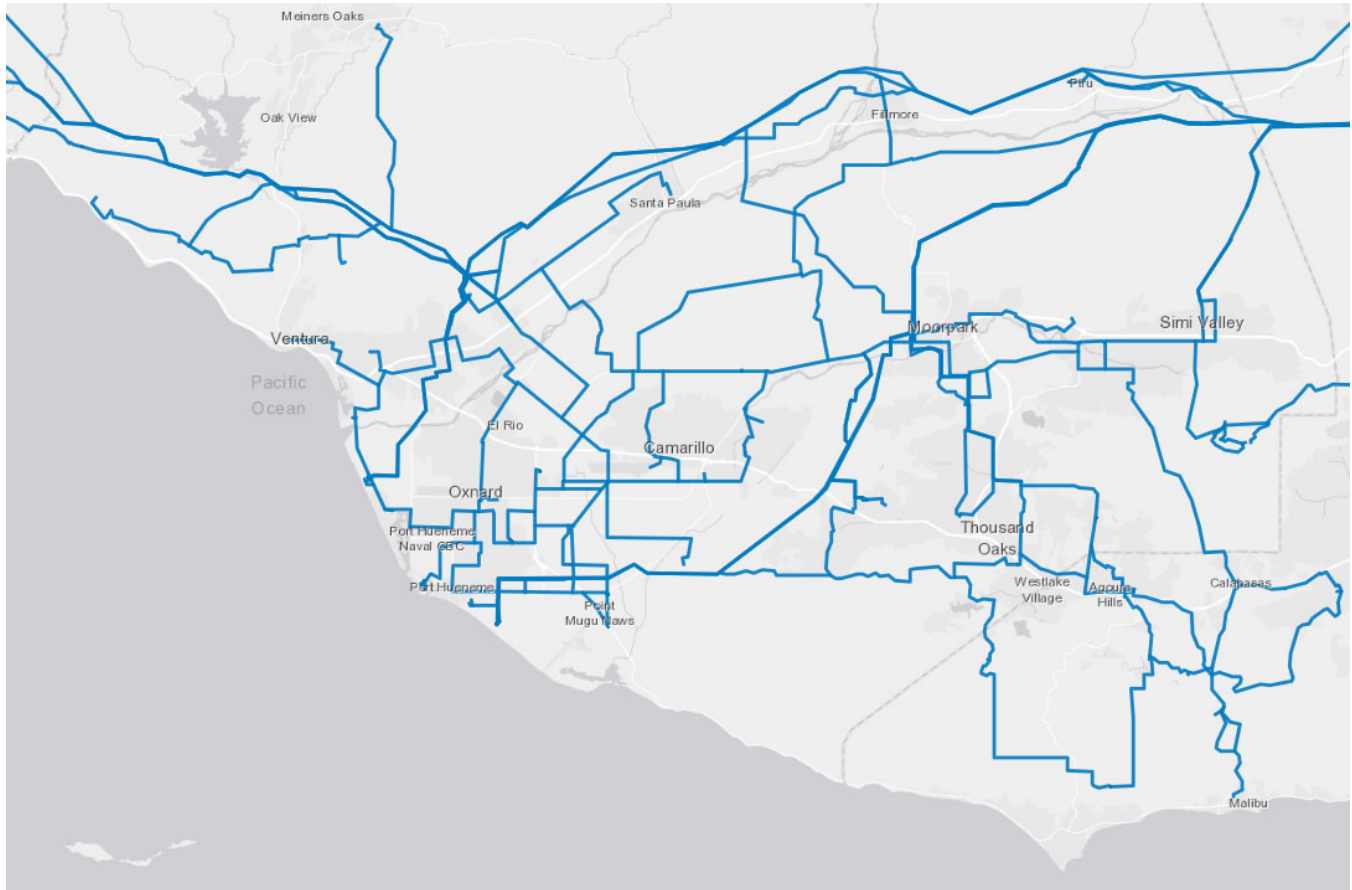 Meiners Oaks
Oak View
Piru
Fillmore
Santa Paula
Ventura
Moorpark
Simi Valley
Pacific
Ocean
El Rio
Camarillo
Oxnard
Port Hueneme
Naval CBC
Thousand
Oaks
Port Hueneme
Westlake
Village
Agoura
Hills
Calabasas
Point
Mugu Naws
Malibu